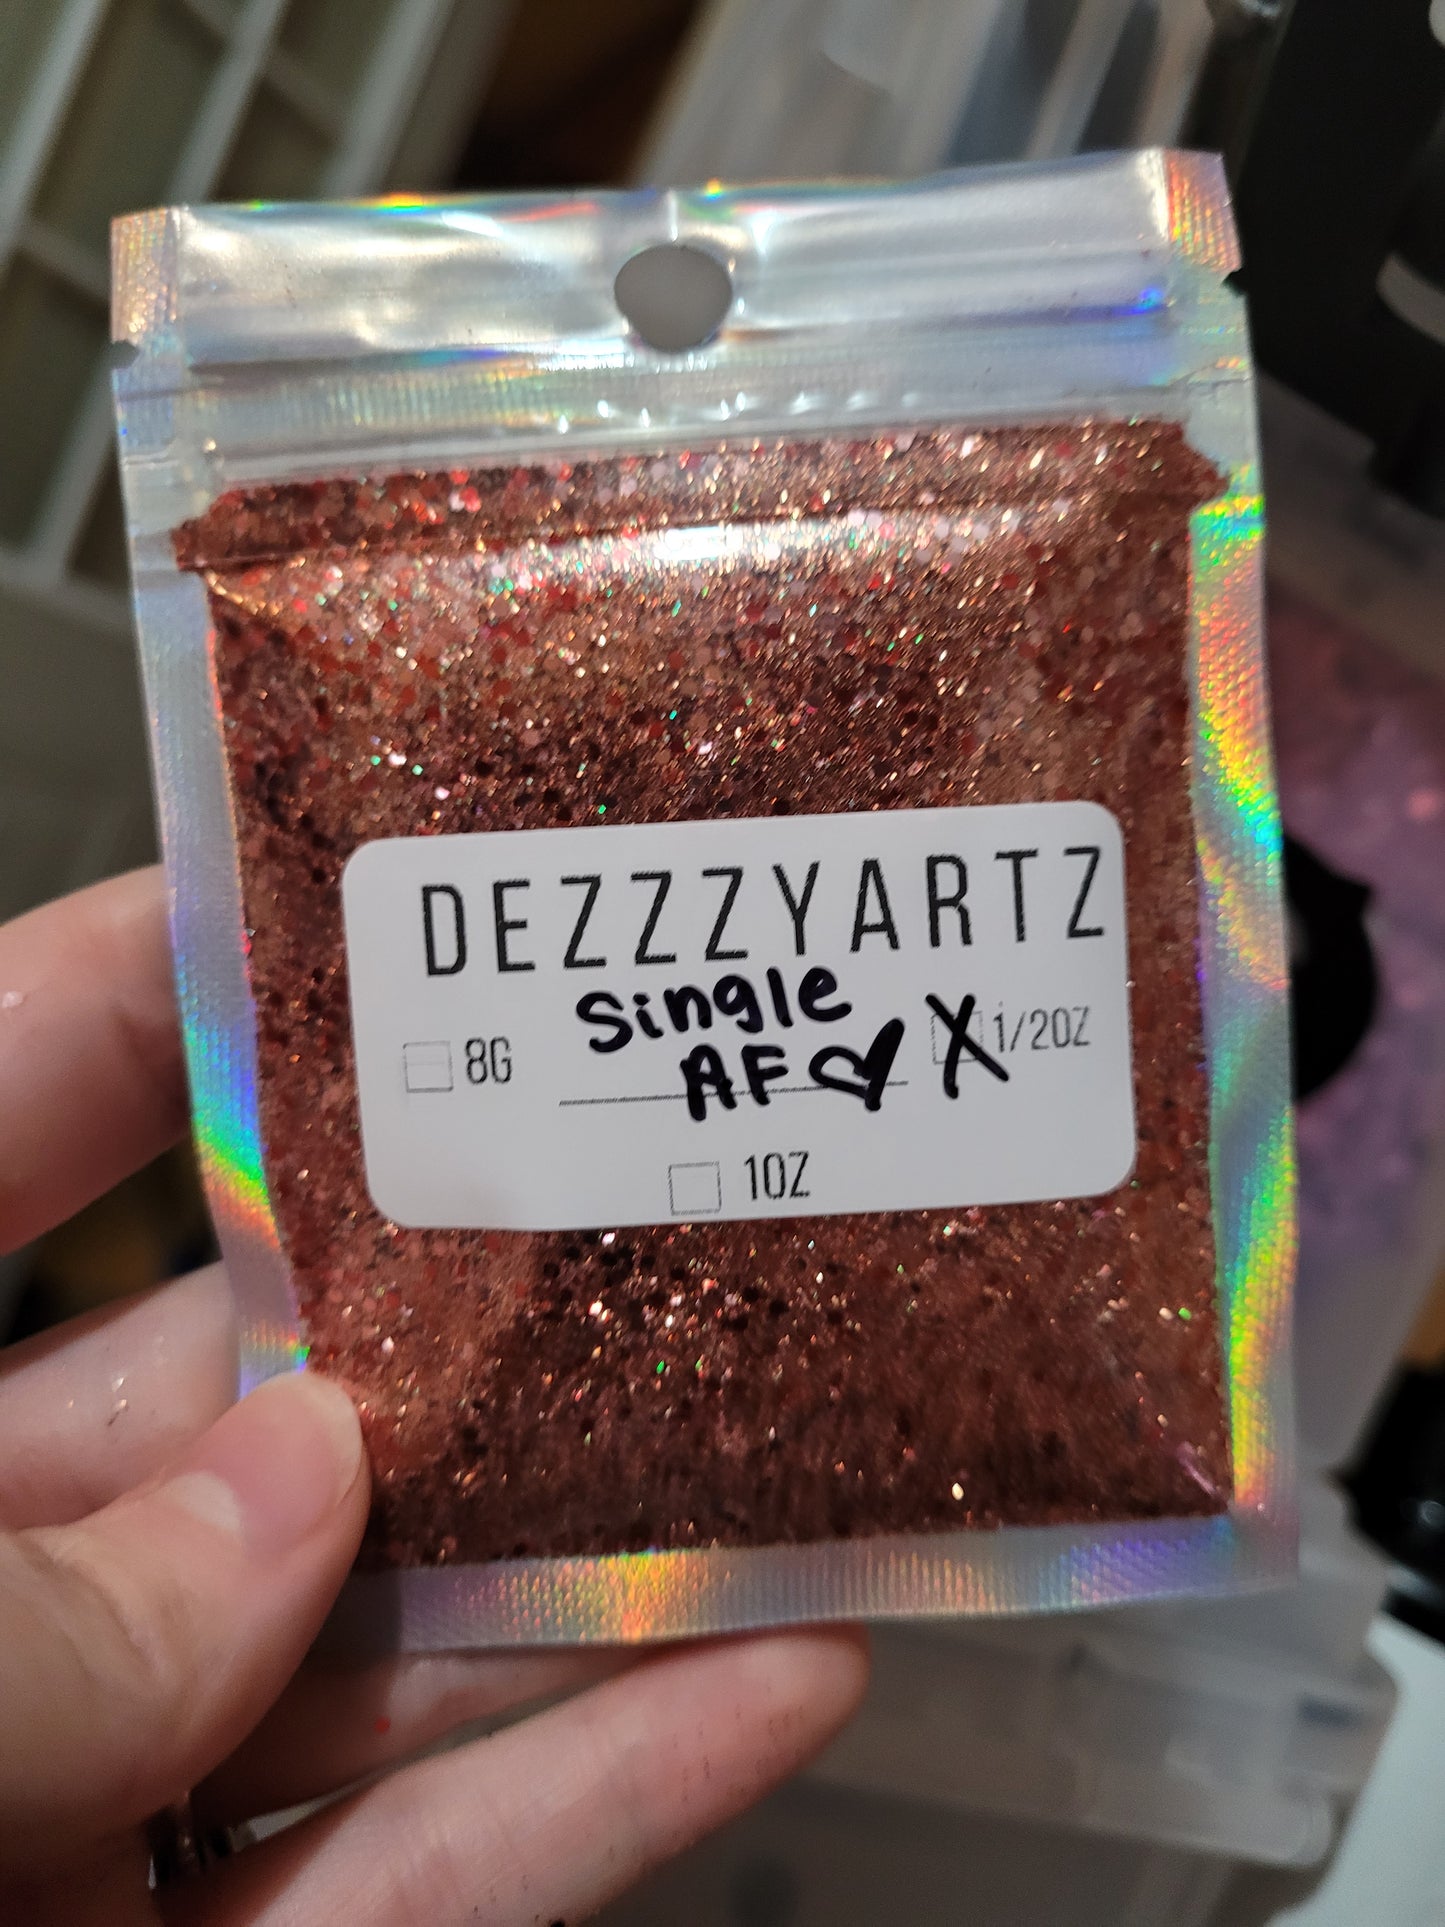 DEZZZYARTZ
Single
8G AF♡ X 1/2OZ
1OZ